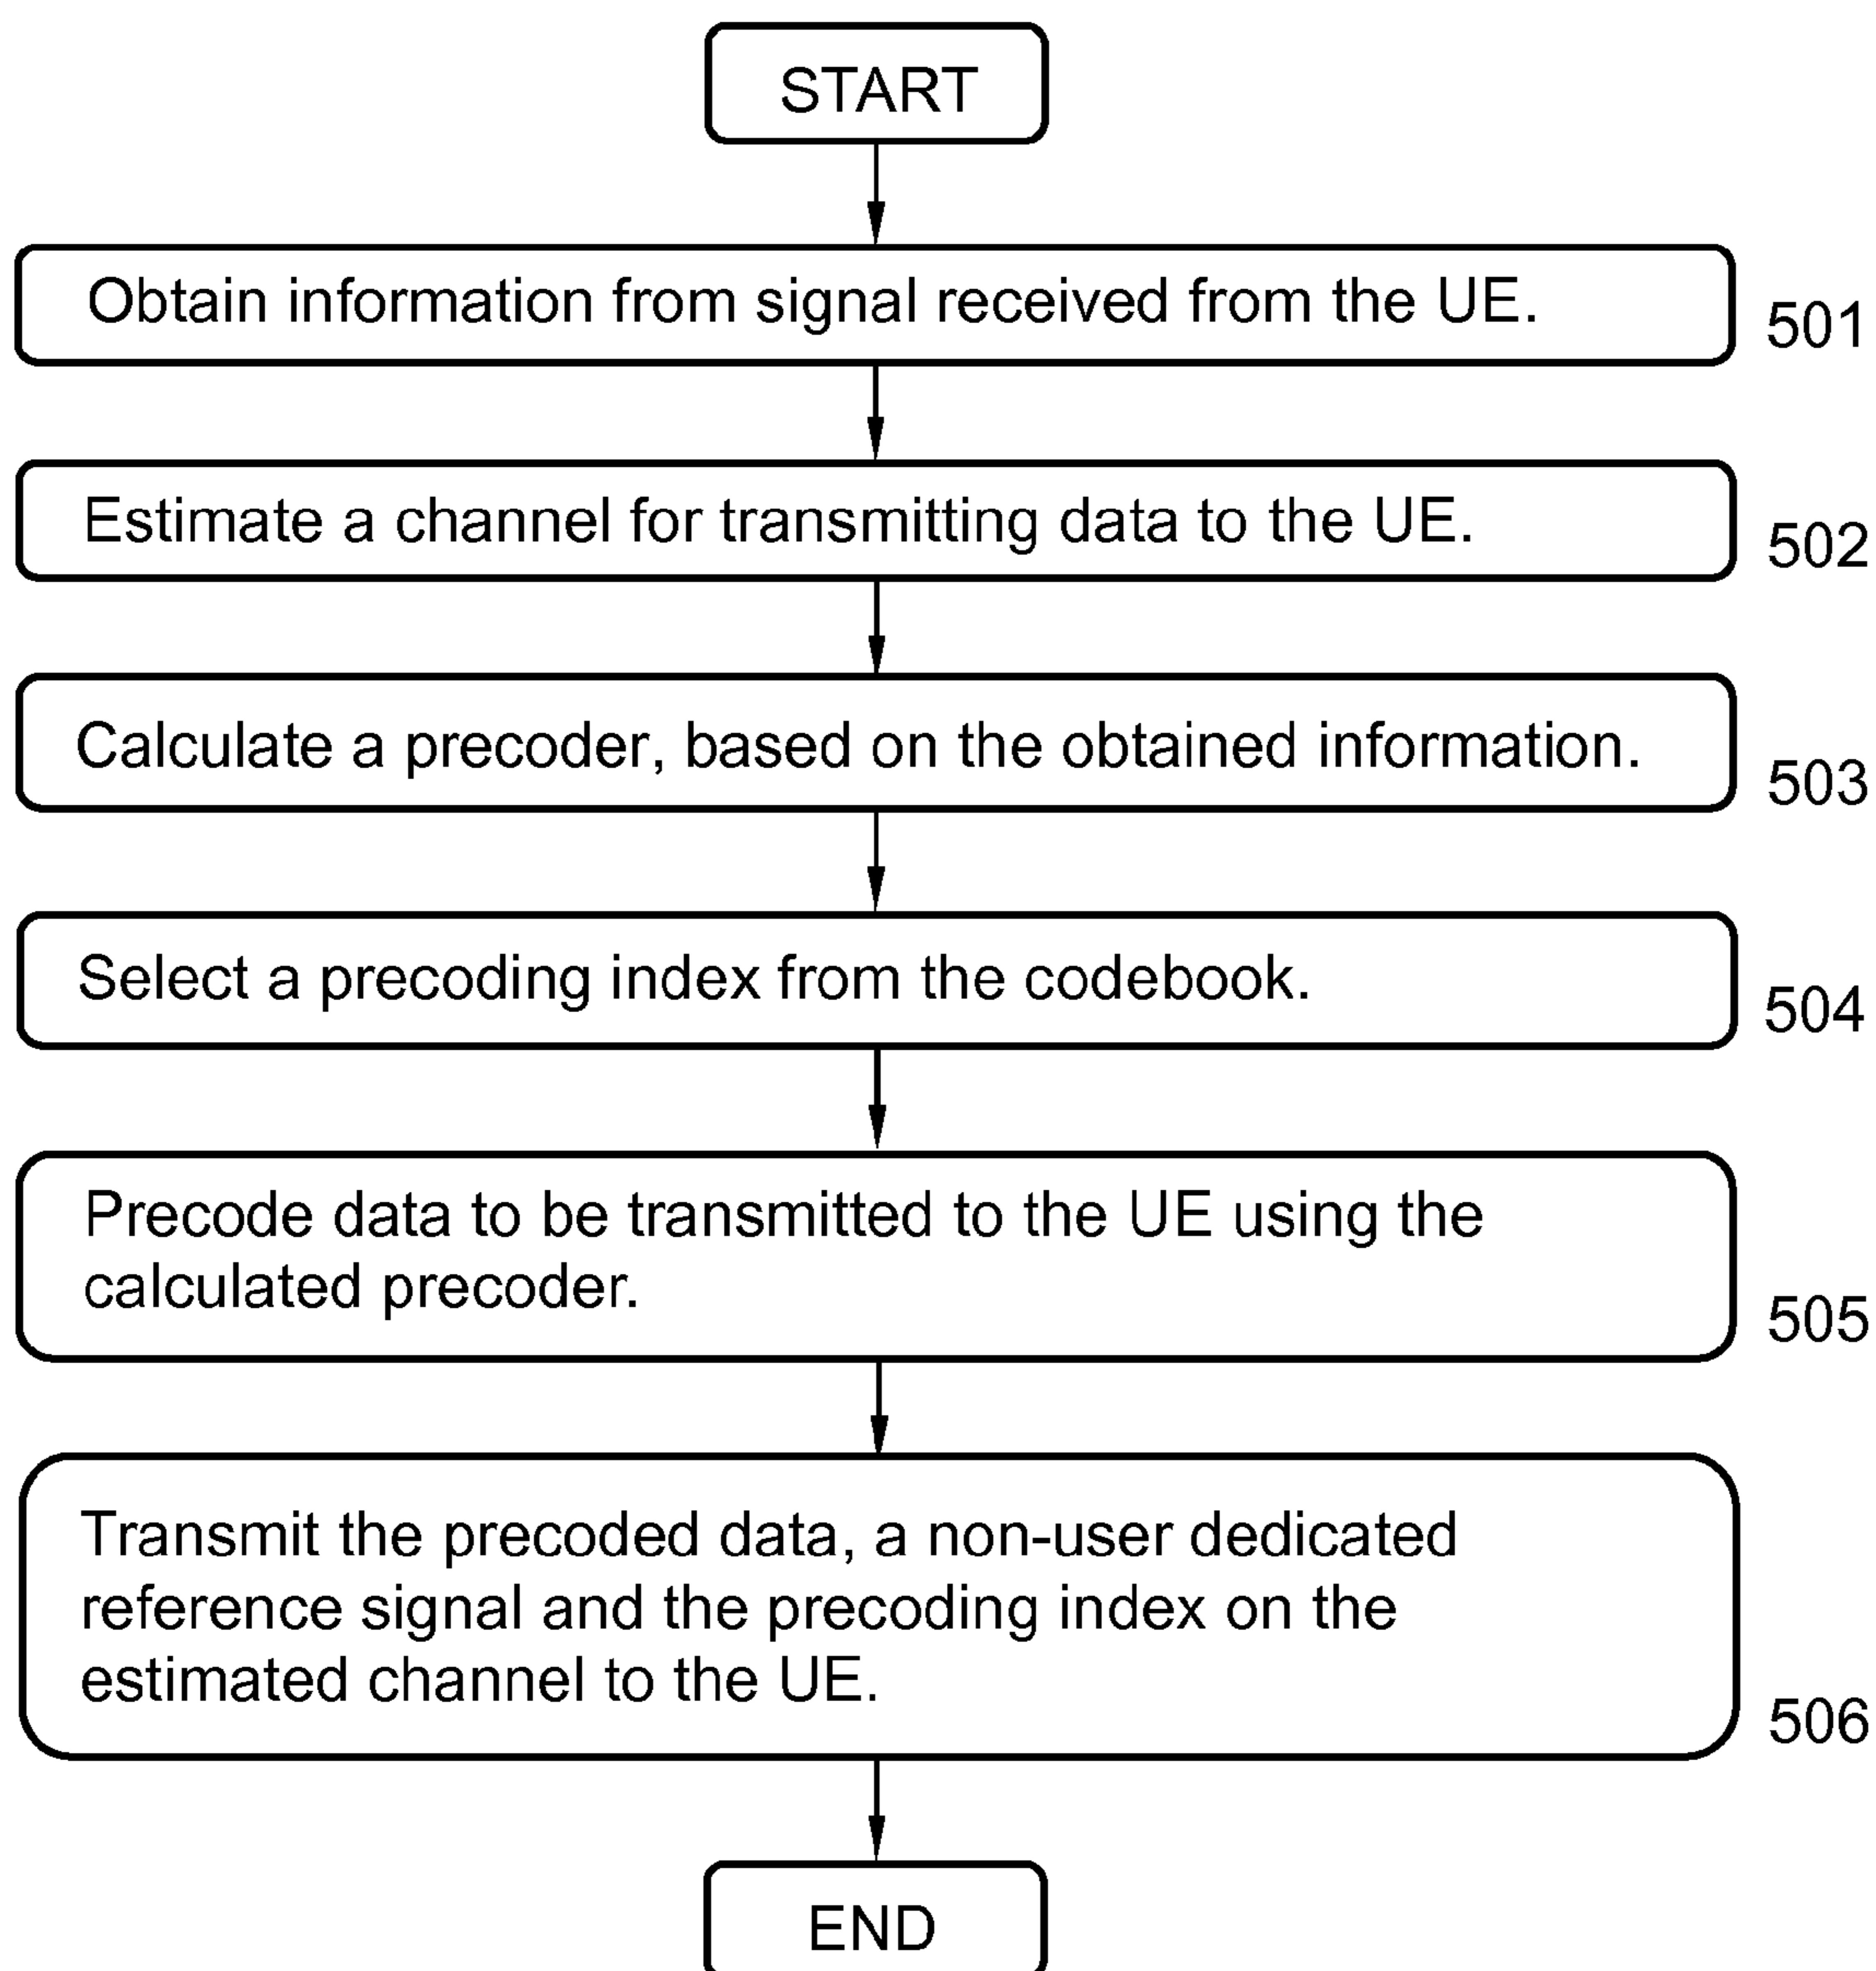 START
Obtain information from signal received from the UE.
501
Estimate a channel for transmitting data to the UE.
502
Calculate a precoder, based on the obtained information.
503
Select a precoding index from the codebook.
504
Precode data to be transmitted to the UE using the
calculated precoder.
505
Transmit the precoded data, a non-user dedicated
reference signal and the precoding index on the
estimated channel to the UE.
506
END